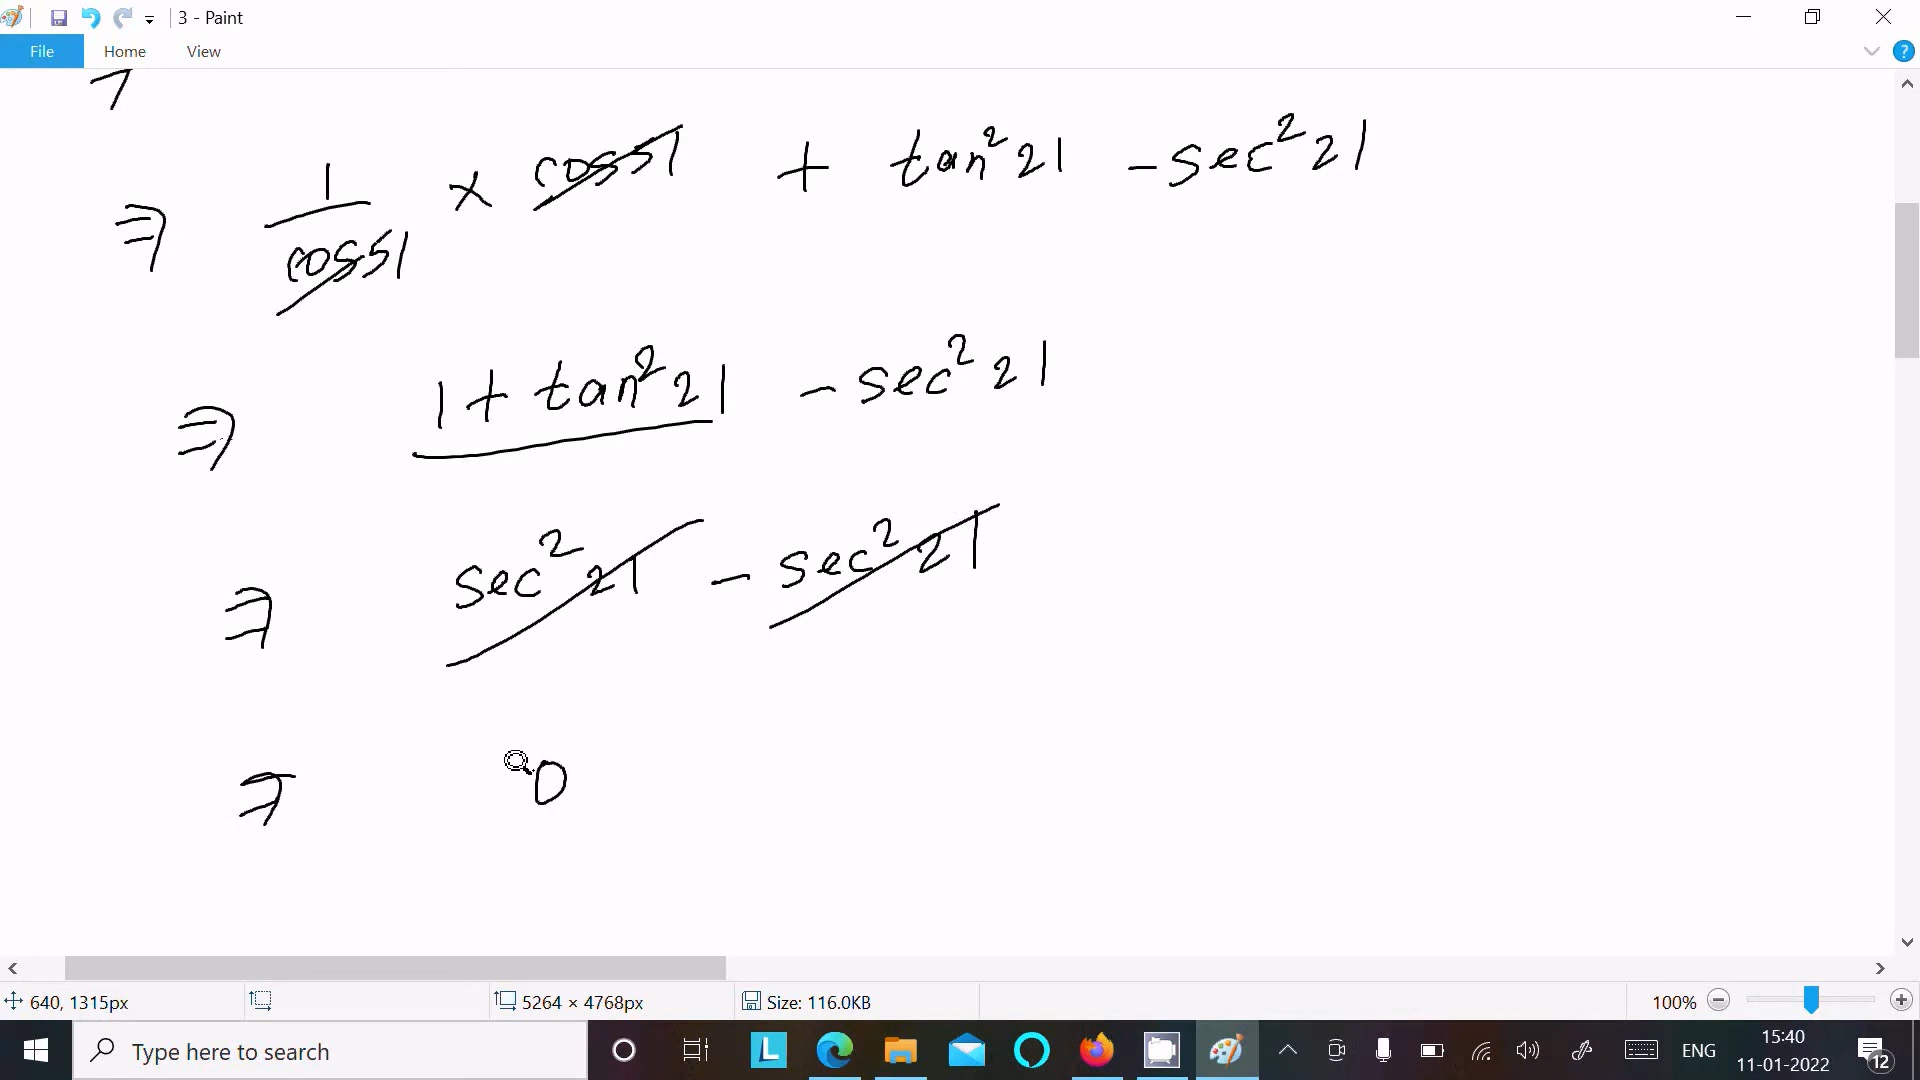 3 - Paint
File Home View
⇒ 1/cos51 × cos51 + tan²21 - sec²21
⇒ 1 + tan²21 - sec²21
⇒ sec²21 - sec²21
⇒ 0
640, 1315px 5264 × 4768px Size: 116.0KB 100%
Type here to search L ENG 15:40
11-01-2022 12